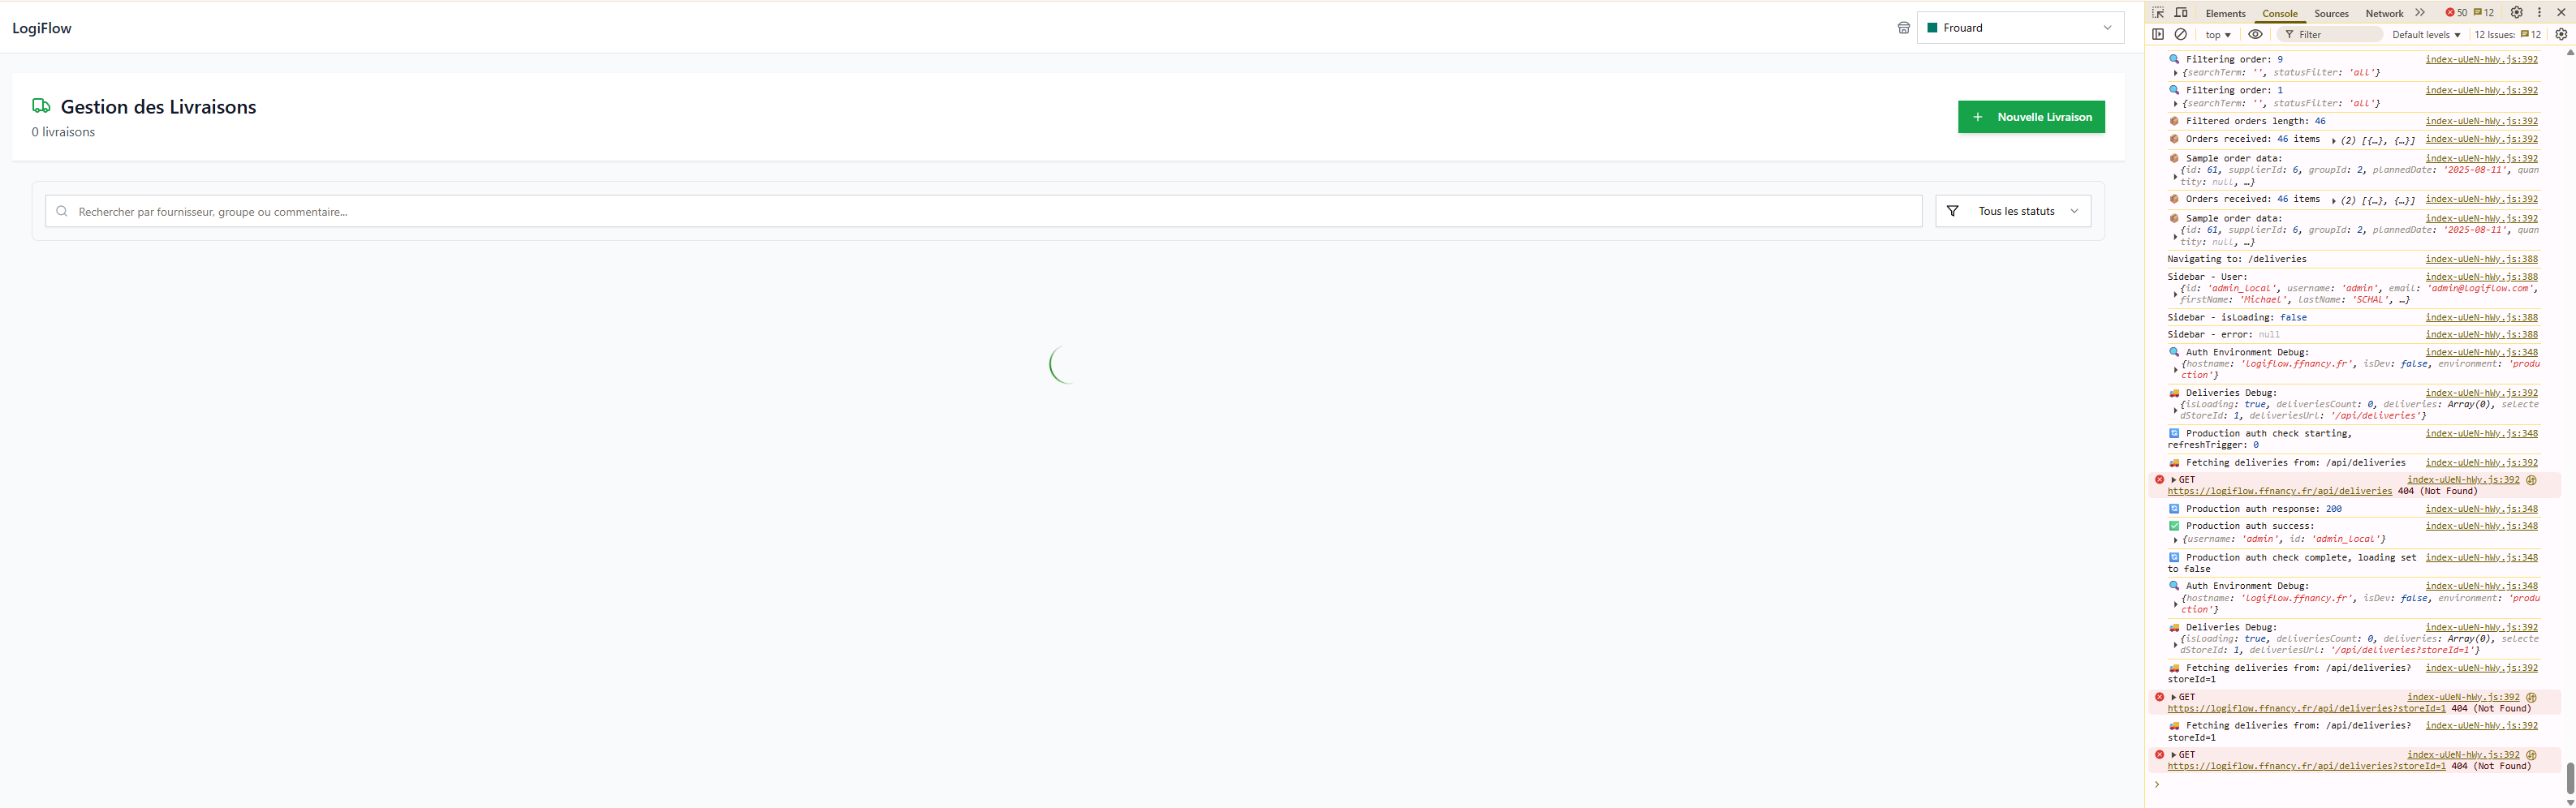 LogiFlow
Frouard
Gestion des Livraisons
0 livraisons
Nouvelle Livraison
Rechercher par fournisseur, groupe ou commentaire...
Tous les statuts
Elements Console Sources Network 50 12
top Filter Default levels 12 Issues: 12
Filtering order: 9 index-uUeN-hWy.js:392
{searchTerm: '', statusFilter: 'all'}
Filtering order: 1 index-uUeN-hWy.js:392
{searchTerm: '', statusFilter: 'all'}
Filtered orders length: 46 index-uUeN-hWy.js:392
Orders received: 46 items (2) [{…}, {…}] index-uUeN-hWy.js:392
Sample order data: index-uUeN-hWy.js:392
{id: 61, supplierId: 6, groupId: 2, plannedDate: '2025-08-11', quan
tity: null, …}
Orders received: 46 items (2) [{…}, {…}] index-uUeN-hWy.js:392
Sample order data: index-uUeN-hWy.js:392
{id: 61, supplierId: 6, groupId: 2, plannedDate: '2025-08-11', quan
tity: null, …}
Navigating to: /deliveries index-uUeN-hWy.js:388
Sidebar - User: index-uUeN-hWy.js:388
{id: 'admin_local', username: 'admin', email: 'admin@logiflow.com',
firstName: 'Michael', lastName: 'SCHAL', …}
Sidebar - isLoading: false index-uUeN-hWy.js:388
Sidebar - error: null index-uUeN-hWy.js:388
Auth Environment Debug: index-uUeN-hWy.js:348
{hostname: 'logiflow.ffnancy.fr', isDev: false, environment: 'produ
ction'}
Deliveries Debug: index-uUeN-hWy.js:392
{isLoading: true, deliveriesCount: 0, deliveries: Array(0), selecte
dStoreId: 1, deliveriesUrl: '/api/deliveries'}
Production auth check starting, index-uUeN-hWy.js:348
refreshTrigger: 0
Fetching deliveries from: /api/deliveries index-uUeN-hWy.js:392
GET index-uUeN-hWy.js:392
https://logiflow.ffnancy.fr/api/deliveries 404 (Not Found)
Production auth response: 200 index-uUeN-hWy.js:348
Production auth success: index-uUeN-hWy.js:348
{username: 'admin', id: 'admin_local'}
Production auth check complete, loading set index-uUeN-hWy.js:348
to false
Auth Environment Debug: index-uUeN-hWy.js:348
{hostname: 'logiflow.ffnancy.fr', isDev: false, environment: 'produ
ction'}
Deliveries Debug: index-uUeN-hWy.js:392
{isLoading: true, deliveriesCount: 0, deliveries: Array(0), selecte
dStoreId: 1, deliveriesUrl: '/api/deliveries?storeId=1'}
Fetching deliveries from: /api/deliveries? index-uUeN-hWy.js:392
storeId=1
GET index-uUeN-hWy.js:392
https://logiflow.ffnancy.fr/api/deliveries?storeId=1 404 (Not Found)
Fetching deliveries from: /api/deliveries? index-uUeN-hWy.js:392
storeId=1
GET index-uUeN-hWy.js:392
https://logiflow.ffnancy.fr/api/deliveries?storeId=1 404 (Not Found)